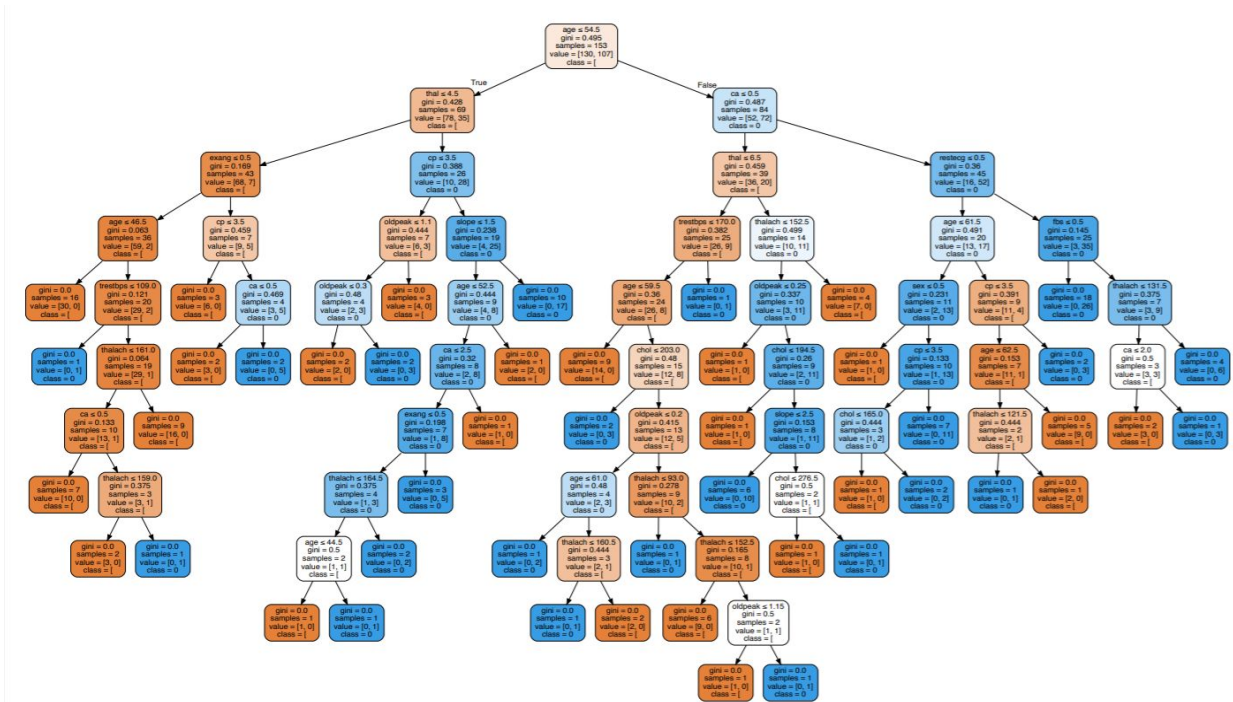 age ≤ 54.5
gini = 0.495
samples = 153
value = [130, 107]
class = [
True
False
thal ≤ 4.5
gini = 0.428
samples = 69
value = [78, 35]
class = [
ca ≤ 0.5
gini = 0.487
samples = 84
value = [52, 72]
class = 0
exang ≤ 0.5
gini = 0.169
samples = 43
value = [68, 7]
class = [
cp ≤ 3.5
gini = 0.388
samples = 26
value = [10, 28]
class = 0
thal ≤ 6.5
gini = 0.459
samples = 39
value = [36, 20]
class = [
restecg ≤ 0.5
gini = 0.36
samples = 45
value = [16, 52]
class = 0
age ≤ 46.5
gini = 0.063
samples = 36
value = [59, 2]
class = [
cp ≤ 3.5
gini = 0.459
samples = 7
value = [9, 5]
class = [
oldpeak ≤ 1.1
gini = 0.444
samples = 7
value = [6, 3]
class = [
slope ≤ 1.5
gini = 0.238
samples = 19
value = [4, 25]
class = 0
trestbps ≤ 170.0
gini = 0.382
samples = 25
value = [26, 9]
class = [
thalach ≤ 152.5
gini = 0.499
samples = 14
value = [10, 11]
class = 0
age ≤ 61.5
gini = 0.491
samples = 20
value = [13, 17]
class = 0
fbs ≤ 0.5
gini = 0.145
samples = 25
value = [3, 35]
class = 0
gini = 0.0
samples = 16
value = [30, 0]
class = [
trestbps ≤ 109.0
gini = 0.121
samples = 20
value = [29, 2]
class = [
gini = 0.0
samples = 3
value = [6, 0]
class = [
ca ≤ 0.5
gini = 0.469
samples = 4
value = [3, 5]
class = 0
oldpeak ≤ 0.3
gini = 0.48
samples = 4
value = [2, 3]
class = 0
gini = 0.0
samples = 3
value = [4, 0]
class = [
age ≤ 52.5
gini = 0.444
samples = 9
value = [4, 8]
class = 0
gini = 0.0
samples = 10
value = [0, 17]
class = 0
age ≤ 59.5
gini = 0.36
samples = 24
value = [26, 8]
class = [
gini = 0.0
samples = 1
value = [0, 1]
class = 0
oldpeak ≤ 0.25
gini = 0.337
samples = 10
value = [3, 11]
class = 0
gini = 0.0
samples = 4
value = [7, 0]
class = [
sex ≤ 0.5
gini = 0.231
samples = 11
value = [2, 13]
class = 0
cp ≤ 3.5
gini = 0.391
samples = 9
value = [11, 4]
class = [
gini = 0.0
samples = 18
value = [0, 26]
class = 0
thalach ≤ 131.5
gini = 0.375
samples = 7
value = [3, 9]
class = 0
gini = 0.0
samples = 1
value = [0, 1]
class = 0
thalach ≤ 161.0
gini = 0.064
samples = 19
value = [29, 1]
class = [
gini = 0.0
samples = 2
value = [3, 0]
class = [
gini = 0.0
samples = 2
value = [0, 5]
class = 0
gini = 0.0
samples = 2
value = [2, 0]
class = [
gini = 0.0
samples = 2
value = [0, 3]
class = 0
ca ≤ 2.5
gini = 0.32
samples = 8
value = [2, 8]
class = 0
gini = 0.0
samples = 1
value = [2, 0]
class = [
gini = 0.0
samples = 9
value = [14, 0]
class = [
chol ≤ 203.0
gini = 0.48
samples = 15
value = [12, 8]
class = [
gini = 0.0
samples = 1
value = [1, 0]
class = [
chol ≤ 194.5
gini = 0.26
samples = 9
value = [2, 11]
class = 0
gini = 0.0
samples = 1
value = [1, 0]
class = [
cp ≤ 3.5
gini = 0.133
samples = 10
value = [1, 13]
class = 0
age ≤ 62.5
gini = 0.153
samples = 7
value = [11, 1]
class = [
gini = 0.0
samples = 2
value = [0, 3]
class = 0
ca ≤ 2.0
gini = 0.5
samples = 3
value = [3, 3]
class = [
gini = 0.0
samples = 4
value = [0, 6]
class = 0
ca ≤ 0.5
gini = 0.133
samples = 10
value = [13, 1]
class = [
gini = 0.0
samples = 9
value = [16, 0]
class = [
exang ≤ 0.5
gini = 0.198
samples = 7
value = [1, 8]
class = 0
gini = 0.0
samples = 1
value = [1, 0]
class = [
gini = 0.0
samples = 2
value = [0, 3]
class = 0
oldpeak ≤ 0.2
gini = 0.415
samples = 13
value = [12, 5]
class = [
gini = 0.0
samples = 1
value = [1, 0]
class = [
slope ≤ 2.5
gini = 0.153
samples = 8
value = [1, 11]
class = 0
chol ≤ 165.0
gini = 0.444
samples = 3
value = [1, 2]
class = 0
gini = 0.0
samples = 7
value = [0, 11]
class = 0
thalach ≤ 121.5
gini = 0.444
samples = 2
value = [2, 1]
class = [
gini = 0.0
samples = 5
value = [9, 0]
class = [
gini = 0.0
samples = 2
value = [3, 0]
class = [
gini = 0.0
samples = 1
value = [0, 3]
class = 0
gini = 0.0
samples = 7
value = [10, 0]
class = [
thalach ≤ 159.0
gini = 0.375
samples = 3
value = [3, 1]
class = [
thalach ≤ 164.5
gini = 0.375
samples = 4
value = [1, 3]
class = 0
gini = 0.0
samples = 3
value = [0, 5]
class = 0
age ≤ 61.0
gini = 0.48
samples = 4
value = [2, 3]
class = 0
thalach ≤ 93.0
gini = 0.278
samples = 9
value = [10, 2]
class = [
gini = 0.0
samples = 6
value = [0, 10]
class = 0
chol ≤ 276.5
gini = 0.5
samples = 2
value = [1, 1]
class = [
gini = 0.0
samples = 1
value = [1, 0]
class = [
gini = 0.0
samples = 2
value = [0, 2]
class = 0
gini = 0.0
samples = 1
value = [0, 1]
class = 0
gini = 0.0
samples = 1
value = [2, 0]
class = [
gini = 0.0
samples = 2
value = [3, 0]
class = [
gini = 0.0
samples = 1
value = [0, 1]
class = 0
age ≤ 44.5
gini = 0.5
samples = 2
value = [1, 1]
class = [
gini = 0.0
samples = 2
value = [0, 2]
class = 0
gini = 0.0
samples = 1
value = [0, 2]
class = 0
thalach ≤ 160.5
gini = 0.444
samples = 3
value = [2, 1]
class = [
gini = 0.0
samples = 1
value = [0, 1]
class = 0
thalach ≤ 152.5
gini = 0.165
samples = 8
value = [10, 1]
class = [
gini = 0.0
samples = 1
value = [1, 0]
class = [
gini = 0.0
samples = 1
value = [0, 1]
class = 0
gini = 0.0
samples = 1
value = [1, 0]
class = [
gini = 0.0
samples = 1
value = [0, 1]
class = 0
gini = 0.0
samples = 1
value = [0, 1]
class = 0
gini = 0.0
samples = 2
value = [2, 0]
class = [
gini = 0.0
samples = 6
value = [9, 0]
class = [
oldpeak ≤ 1.15
gini = 0.5
samples = 2
value = [1, 1]
class = [
gini = 0.0
samples = 1
value = [1, 0]
class = [
gini = 0.0
samples = 1
value = [0, 1]
class = 0